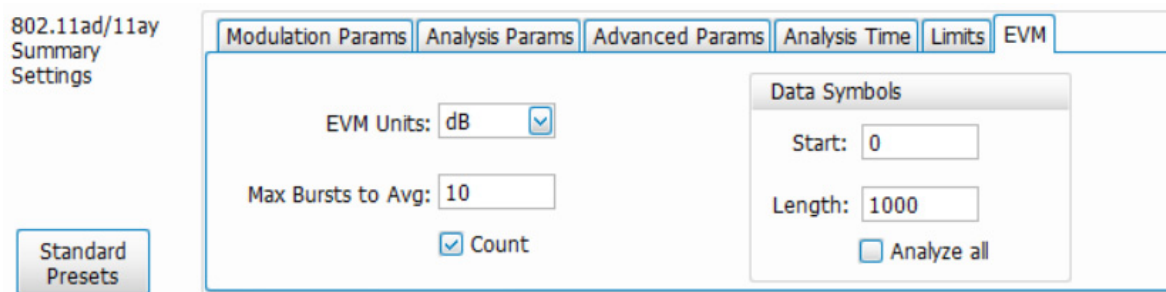 802.11ad/11ay
Summary
Settings
Modulation Params Analysis Params Advanced Params Analysis Time Limits EVM
EVM Units: dB
Max Bursts to Avg: 10
Count
Data Symbols
Start: 0
Length: 1000
Analyze all
Standard
Presets